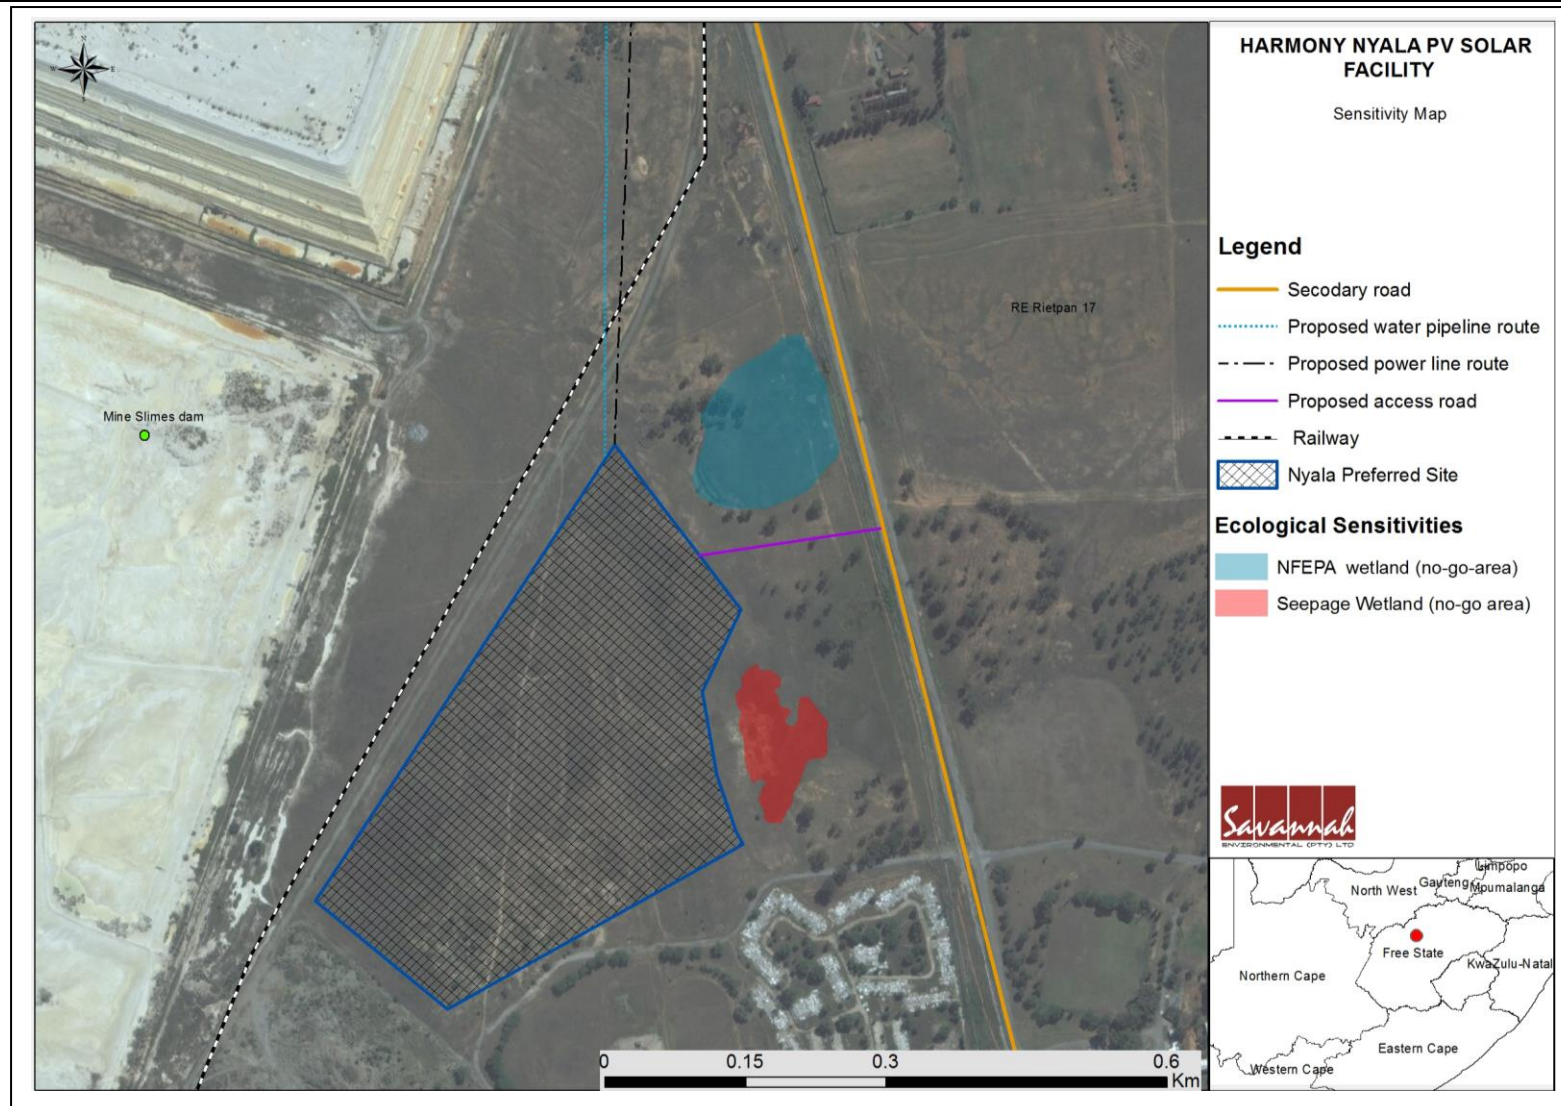 HARMONY NYALA PV SOLAR
FACILITY
Sensitivity Map
N
W
E
S
RE Rietpan 17
Mine Slimes dam
Legend
Secodary road
Proposed water pipeline route
Proposed power line route
Proposed access road
Railway
Nyala Preferred Site
Ecological Sensitivities
NFEPA wetland (no-go-area)
Seepage Wetland (no-go area)
Savannah
ENVIRONMENTAL (PTY) LTD
Limpopo
Gauteng
North West
Mpumalanga
Free State
KwaZulu-Natal
Northern Cape
Eastern Cape
Western Cape
0 0.15 0.3 0.6
Km